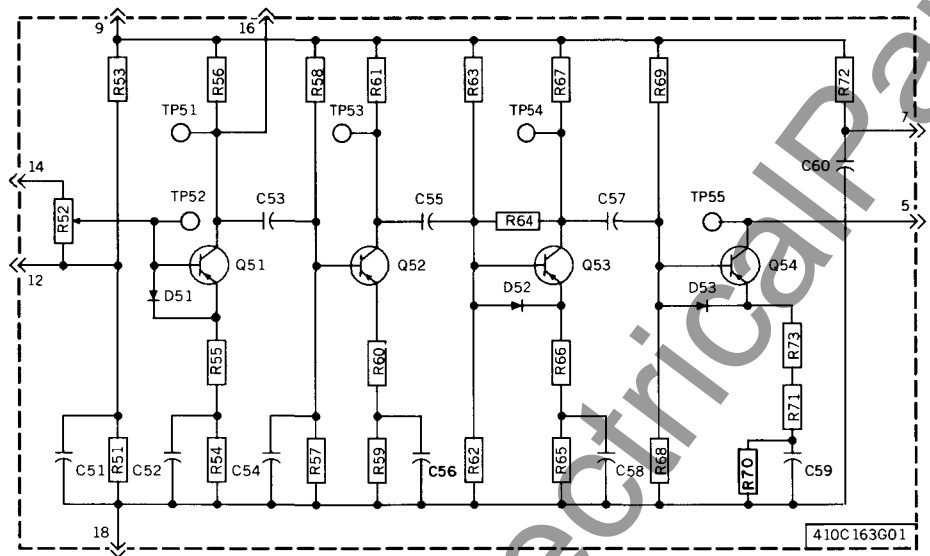 9 16
R53 R56 R58 R61 R63 R67 R69 R72
TP51 TP53 TP54
7
C60
14
R52 TP52 C53 C55 R64 C57 TP55
5
12 Q51 Q52 Q53 Q54
D51 D52 D53
R55 R60 R66 R73
R71
C51 R51 C52 R54 C54 R57 R59 C56 R62 R65 C58 R68 R70 C59
18
410C163G01
ElectricalPa